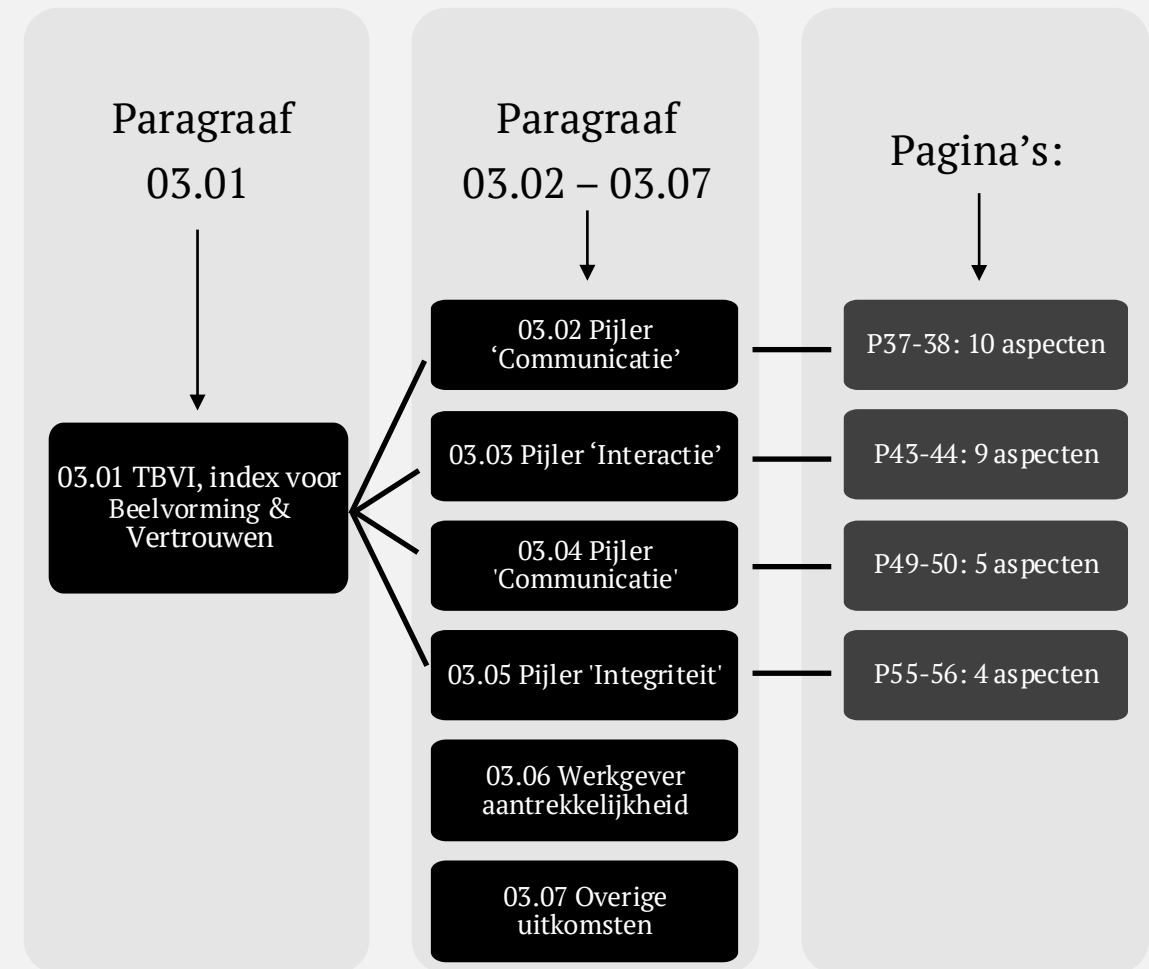 Paragraaf
03.01
03.01 TBVI, index voor
Beelvorming &
Vertrouwen
Paragraaf
03.02 – 03.07
03.02 Pijler
‘Communicatie’
03.03 Pijler ‘Interactie’
03.04 Pijler
'Communicatie'
03.05 Pijler 'Integriteit'
03.06 Werkgever
aantrekkelijkheid
03.07 Overige
uitkomsten
Pagina’s:
P37-38: 10 aspecten
P43-44: 9 aspecten
P49-50: 5 aspecten
P55-56: 4 aspecten